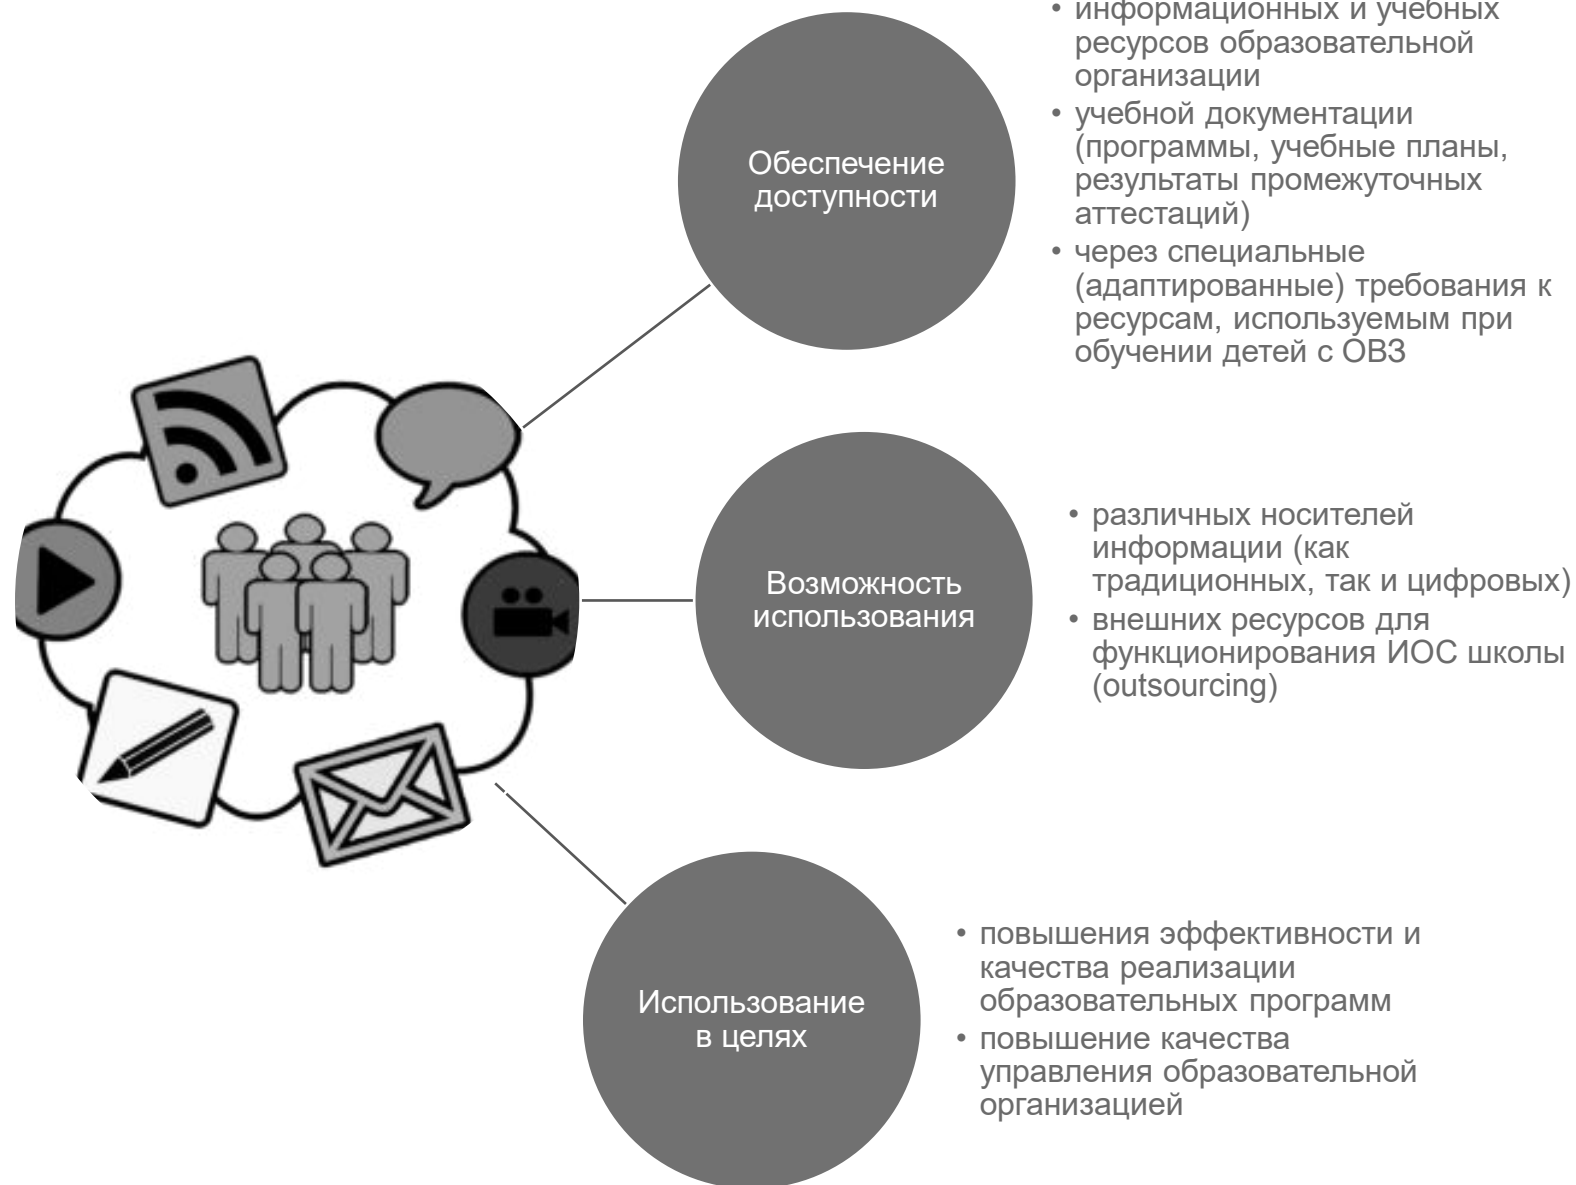 Обеспечение
доступности
• информационных и учебных
ресурсов образовательной
организации
• учебной документации
(программы, учебные планы,
результаты промежуточных
аттестаций)
• через специальные
(адаптированные) требования к
ресурсам, используемым при
обучении детей с ОВЗ
Возможность
использования
• различных носителей
информации (как
традиционных, так и цифровых)
• внешних ресурсов для
функционирования ИОС школы
(outsourcing)
Использование
в целях
• повышения эффективности и
качества реализации
образовательных программ
• повышение качества
управления образовательной
организацией